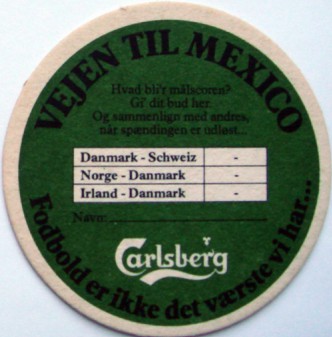 VEJEN TIL MEXICO
Hvad bli'r målscoren?
Gi' dit bud her.
Og sammenlign med andres,
når spændingen er udløst...
Danmark - Schweiz -
Norge - Danmark -
Irland - Danmark -
Navn:
Carlsberg
Fodbold er ikke det værste vi har...